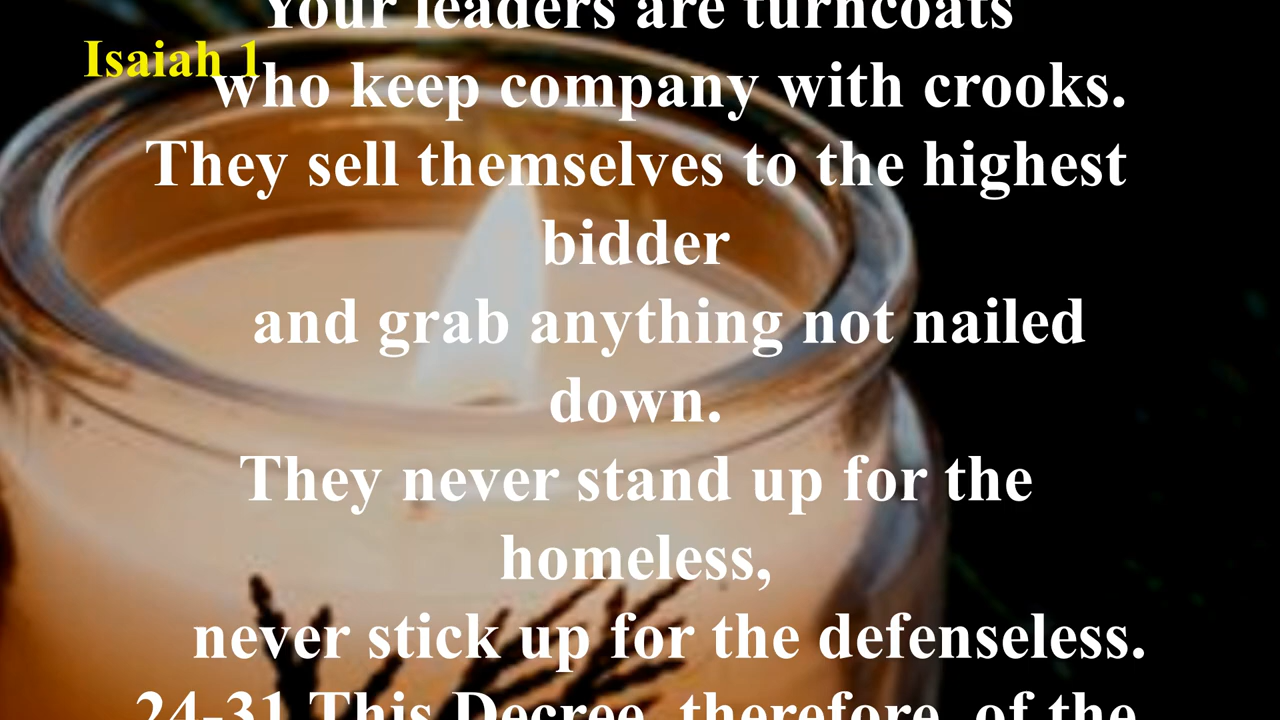 Your leaders are turncoats
Isaiah 1
who keep company with crooks.
They sell themselves to the highest
bidder
and grab anything not nailed
down.
They never stand up for the
homeless,
never stick up for the defenseless.
24-31 This Decree, therefore, of the